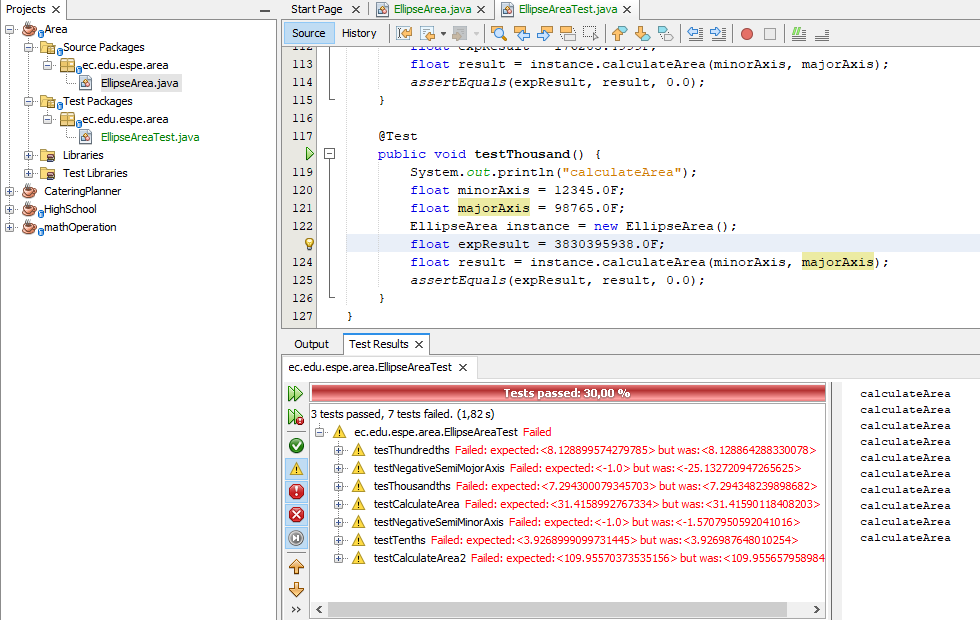 Projects
Area
Source Packages
ec.edu.espe.area
EllipseArea.java
Test Packages
ec.edu.espe.area
EllipseAreaTest.java
Libraries
Test Libraries
CateringPlanner
HighSchool
mathOperation
Start Page EllipseArea.java EllipseAreaTest.java
Source History
112 float expResult = 176203.4999F;
113 float result = instance.calculateArea(minorAxis, majorAxis);
114 assertEquals(expResult, result, 0.0);
115 }
116
117 @Test
public void testThousand() {
119 System.out.println("calculateArea");
120 float minorAxis = 12345.0F;
121 float majorAxis = 98765.0F;
122 EllipseArea instance = new EllipseArea();
float expResult = 3830395938.0F;
124 float result = instance.calculateArea(minorAxis, majorAxis);
125 assertEquals(expResult, result, 0.0);
126 }
127 }
Output Test Results
ec.edu.espe.area.EllipseAreaTest
Tests passed: 30,00 %
3 tests passed, 7 tests failed. (1,82 s)
ec.edu.espe.area.EllipseAreaTest Failed
tesThundredths Failed: expected:<8.128899574279785> but was:<8.128864288330078>
testNegativeSemiMojorAxis Failed: expected:<-1.0> but was:<-25.132720947265625>
tesThousandths Failed: expected:<7.294300079345703> but was:<7.294348239898682>
testCalculateArea Failed: expected:<31.4158992767334> but was:<31.41590118408203>
testNegativeSemiMinorAxis Failed: expected:<-1.0> but was:<-1.5707950592041016>
testTenths Failed: expected:<3.9268999099731445> but was:<3.926987648010254>
testCalculateArea2 Failed: expected:<109.95570373535156> but was:<109.955657958984
calculateArea
calculateArea
calculateArea
calculateArea
calculateArea
calculateArea
calculateArea
calculateArea
calculateArea
calculateArea